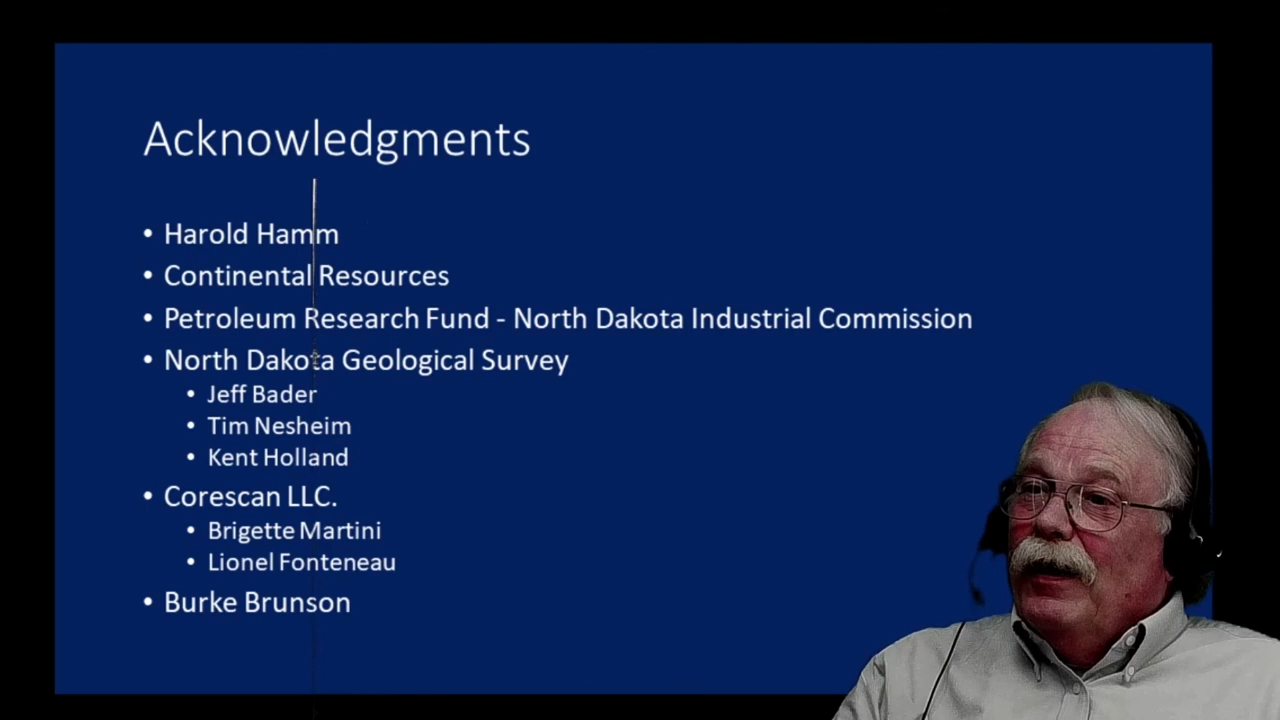 Acknowledgments
• Harold Hamm
• Continental Resources
• Petroleum Research Fund - North Dakota Industrial Commission
• North Dakota Geological Survey
• Jeff Bader
• Tim Nesheim
• Kent Holland
• Corescan LLC.
• Brigette Martini
• Lionel Fonteneau
• Burke Brunson